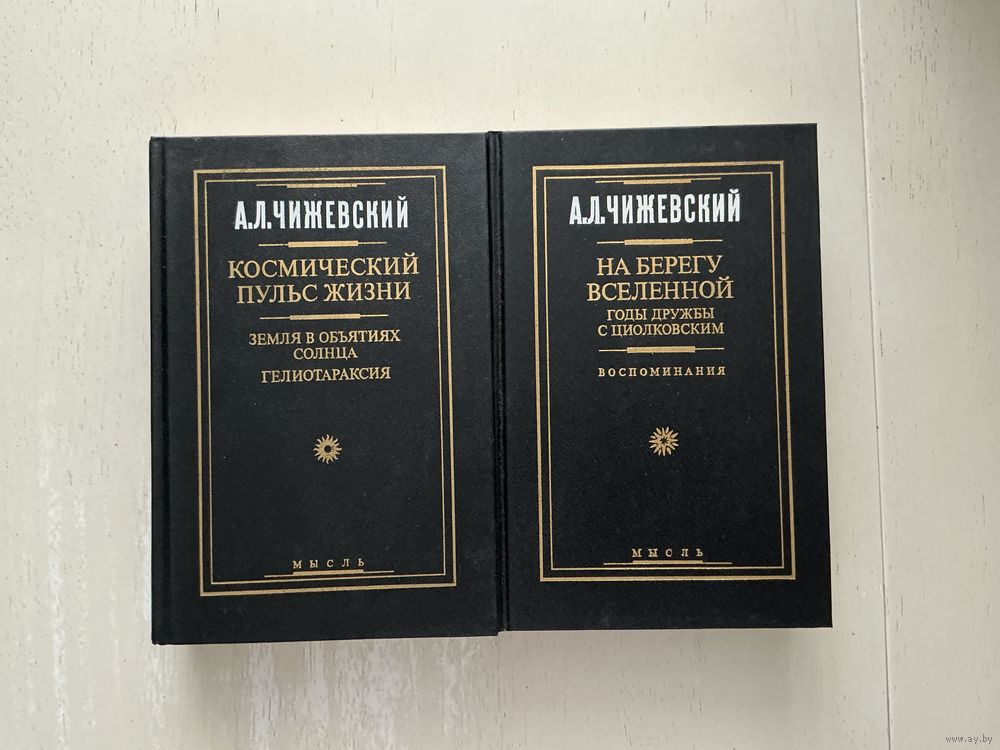 А.Л.ЧИЖЕВСКИЙ
КОСМИЧЕСКИЙ
ПУЛЬС ЖИЗНИ
ЗЕМЛЯ В ОБЪЯТИЯХ
СОЛНЦА
ГЕЛИОТАРАКСИЯ
МЫСЛЬ
А.Л.ЧИЖЕВСКИЙ
НА БЕРЕГУ
ВСЕЛЕННОЙ
ГОДЫ ДРУЖБЫ
С ЦИОЛКОВСКИМ
ВОСПОМИНАНИЯ
МЫСЛЬ
www.ay.by